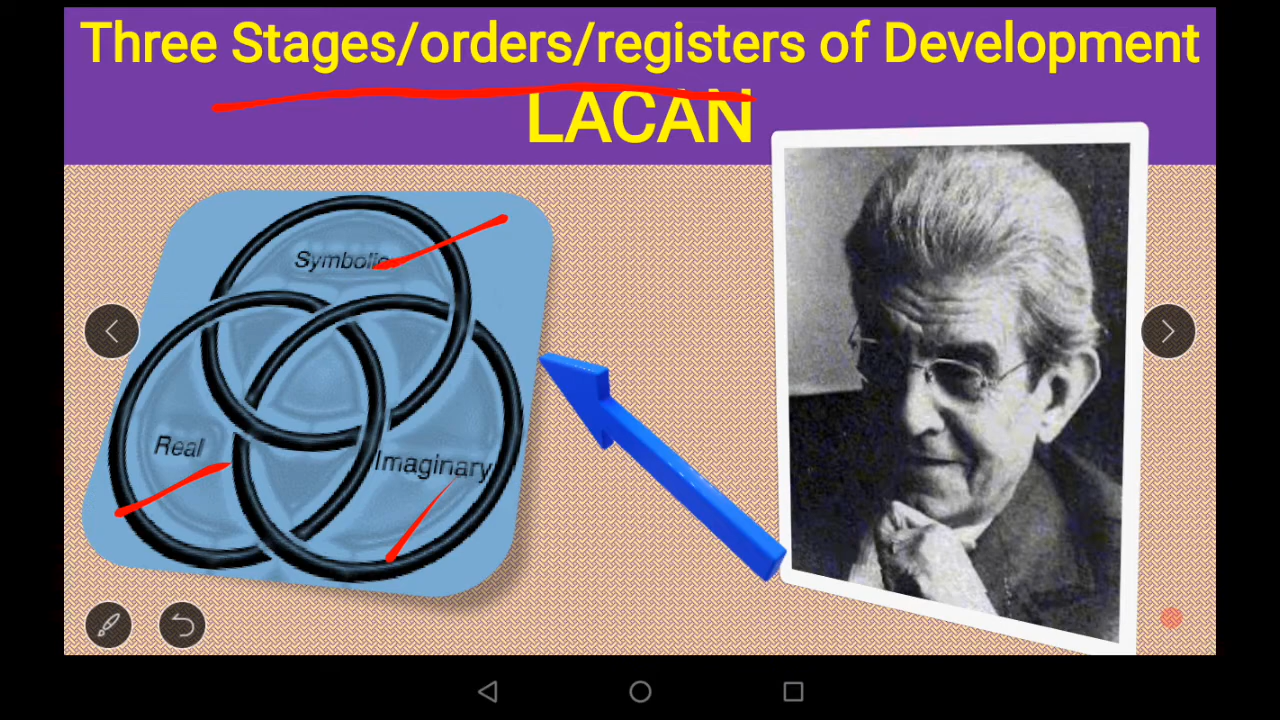 Three Stages/orders/registers of Development
LACAN
Symbolic
Real
Imaginary